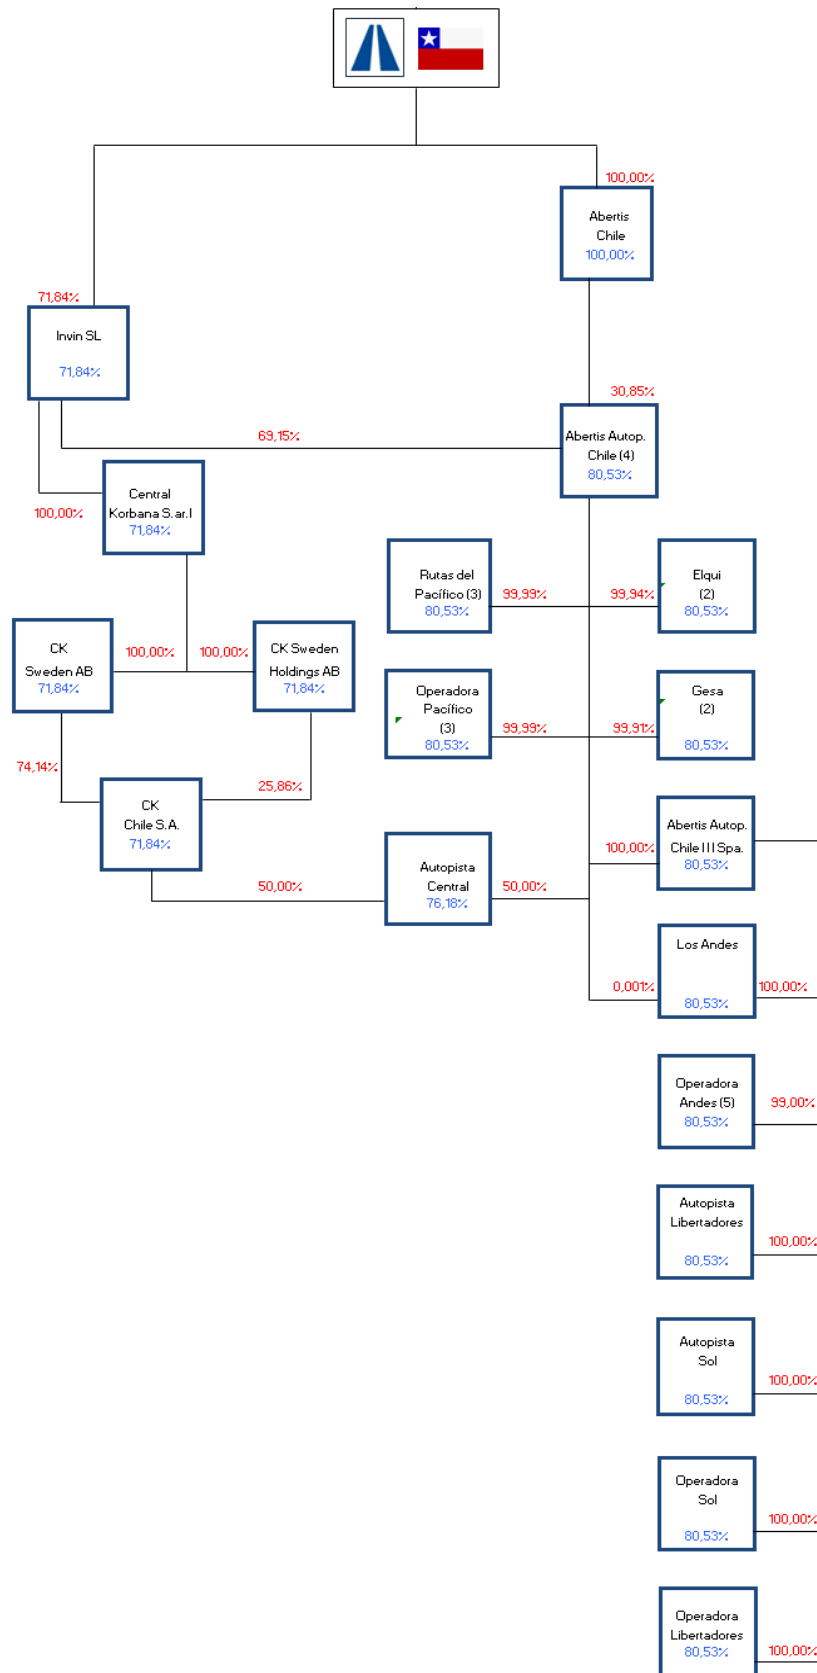 100,00%
Abertis
Chile
100,00%
71,84%
Invin SL
71,84%
30,85%
69,15%
Abertis Autop.
Chile (4)
80,53%
100,00%
Central
Korbana S.ar.l
71,84%
Rutas del
Pacífico (3)
80,53%
99,99%
99,94%
Elqui
(2)
80,53%
CK
Sweden AB
71,84%
100,00%
100,00%
CK Sweden
Holdings AB
71,84%
Operadora
Pacífico
(3)
80,53%
99,99%
99,91%
Gesa
(2)
80,53%
74,14%
25,86%
CK
Chile S.A.
71,84%
100,00%
Abertis Autop.
Chile III Spa.
80,53%
50,00%
Autopista
Central
76,18%
50,00%
0,001%
Los Andes
80,53%
100,00%
Operadora
Andes (5)
80,53%
99,00%
Autopista
Libertadores
80,53%
100,00%
Autopista
Sol
80,53%
100,00%
Operadora
Sol
80,53%
100,00%
Operadora
Libertadores
80,53%
100,00%